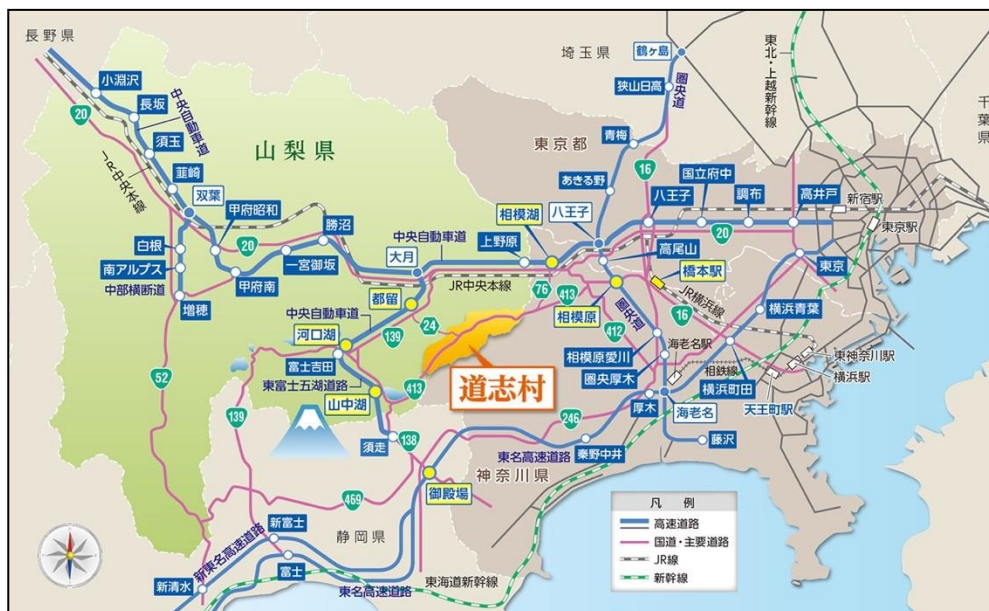 長野県
小淵沢
長坂
中央自動車道
須玉
20
JR中央本線
韮崎
双葉
山梨県
甲府昭和
白根
20
勝沼
南アルプス
一宮御坂
中部横断道
甲府南
増穂
52
埼玉県
鶴ヶ島
圏央道
狭山日高
東北・上越新幹線
千葉県
青梅
東京都
16
あきる野
八王子
国立府中
調布
高井戸
新宿駅
東京駅
相模湖
八王子
中央自動車道
上野原
大月
JR中央本線
高尾山
20
橋本駅
東京
76
413
相模原
圏央道
JR横浜線
横浜青葉
都留
中央自動車道
139
24
412
16
河口湖
富士吉田
東富士五湖道路
413
道志村
相模原愛川
海老名駅
東神奈川駅
圏央厚木
相鉄線
横浜町田
横浜駅
天王町駅
山中湖
139
138
須走
246
厚木
海老名
藤沢
東名高速道路
秦野中井
神奈川県
御殿場
469
静岡県
新富士
新東名高速道路
富士
新清水
東名高速道路
東海道新幹線
凡 例
高速道路
国道・主要道路
JR線
新幹線